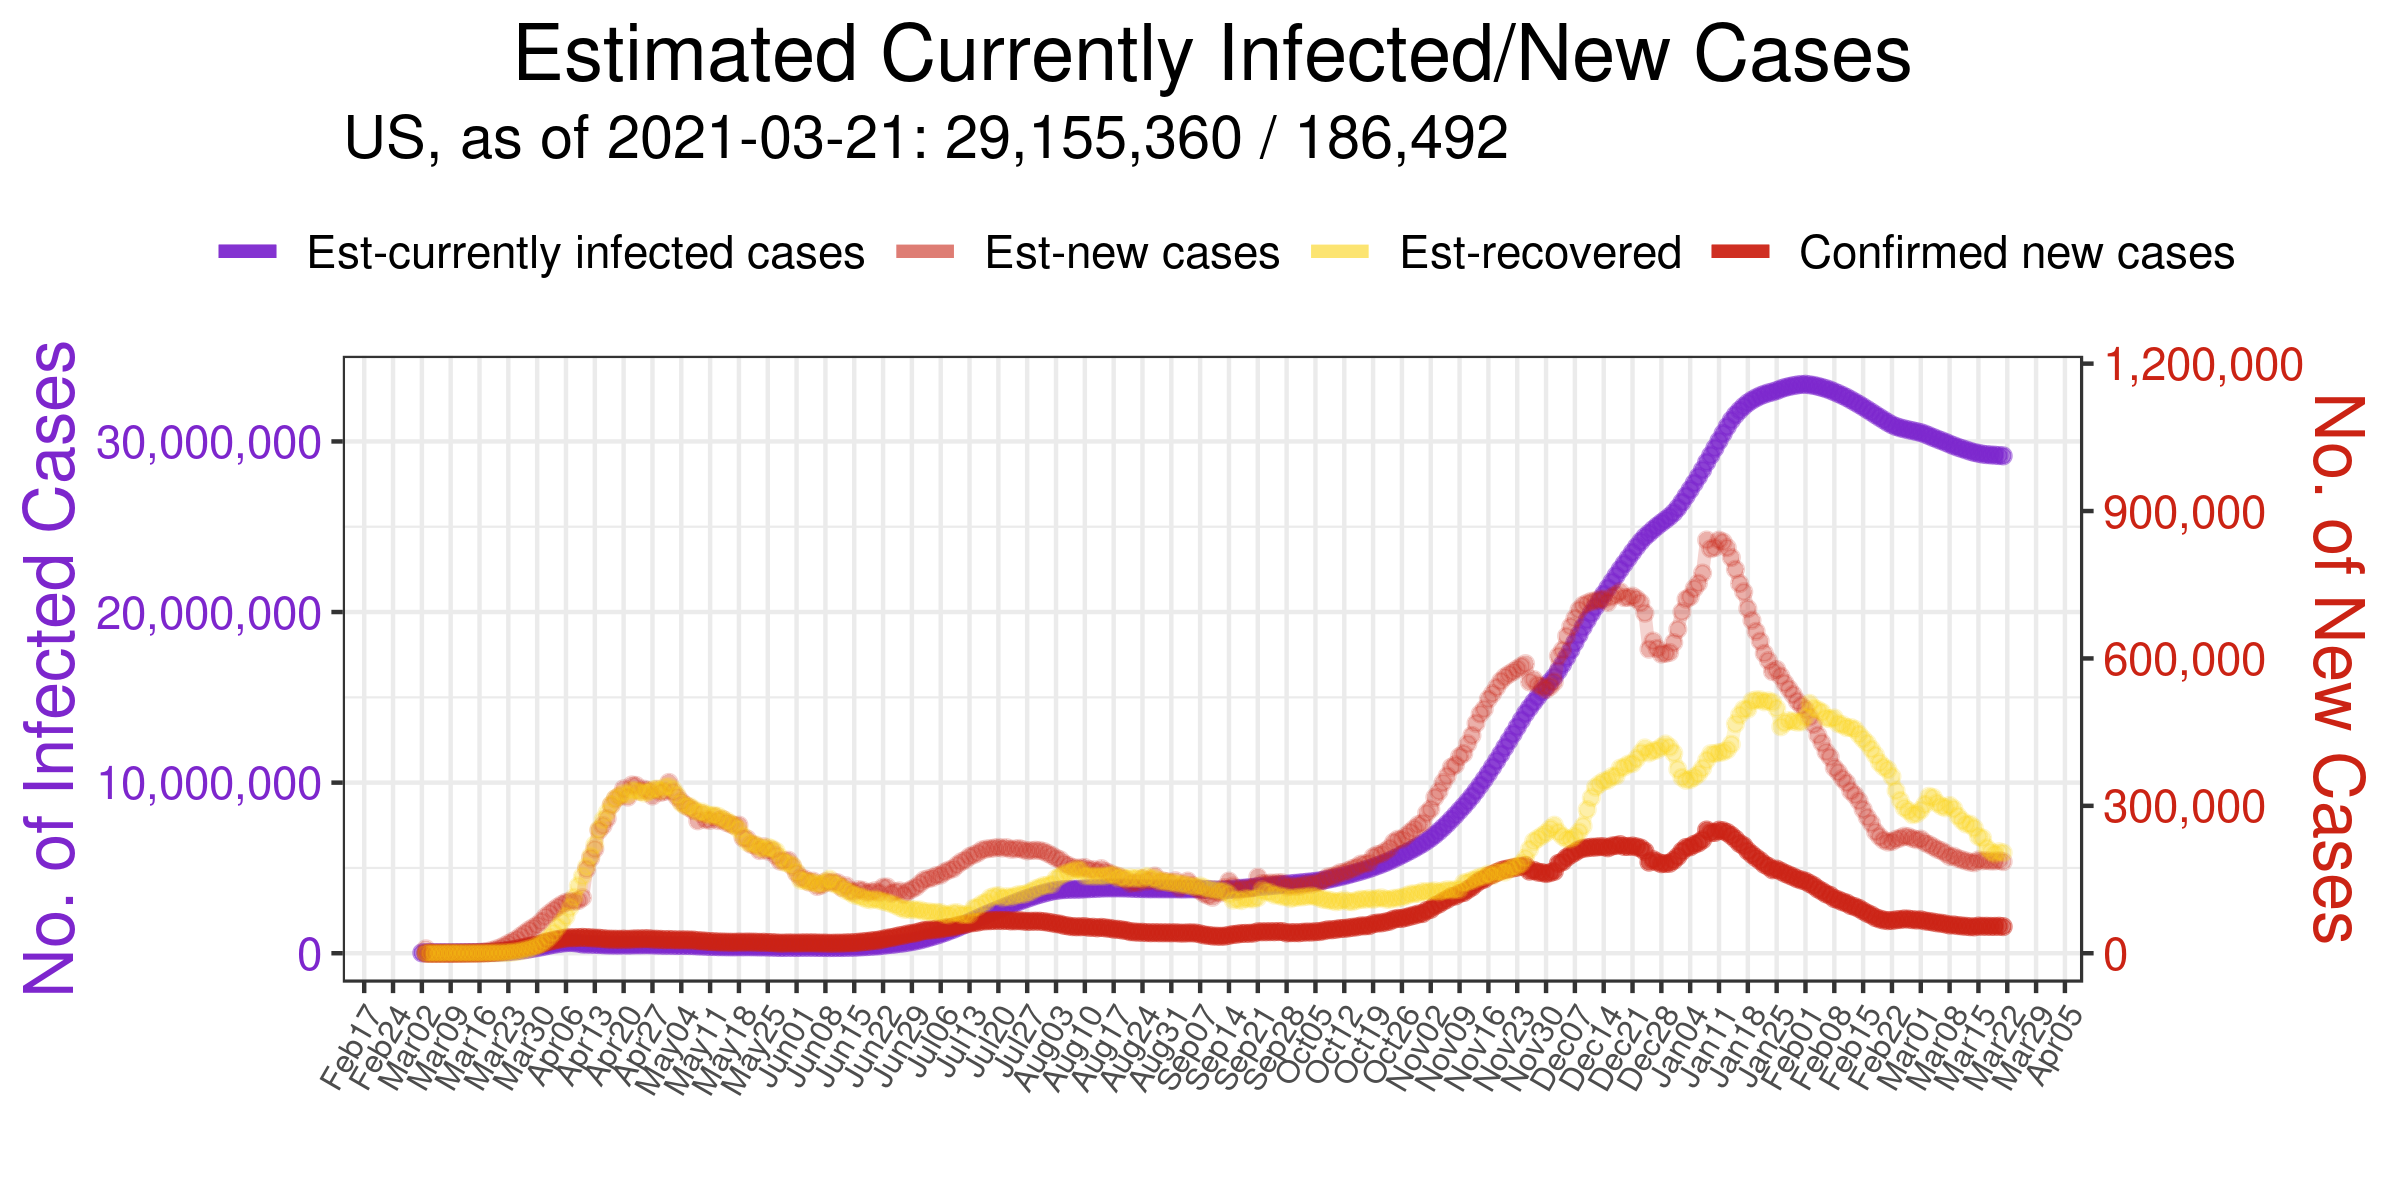 Estimated Currently Infected/New Cases
US, as of 2021-03-21: 29,155,360 / 186,492
Est-currently infected cases Est-new cases Est-recovered Confirmed new cases
No. of Infected Cases
30,000,000
20,000,000
10,000,000
0
1,200,000
900,000
600,000
300,000
0
No. of New Cases
Feb17 Feb24 Mar02 Mar09 Mar16 Mar23 Mar30 Apr06 Apr13 Apr20 Apr27 May04 May11 May18 May25 Jun01 Jun08 Jun15 Jun22 Jun29 Jul06 Jul13 Jul20 Jul27 Aug03 Aug10 Aug17 Aug24 Aug31 Sep07 Sep14 Sep21 Sep28 Oct05 Oct12 Oct19 Oct26 Nov02 Nov09 Nov16 Nov23 Nov30 Dec07 Dec14 Dec21 Dec28 Jan04 Jan11 Jan18 Jan25 Feb01 Feb08 Feb15 Feb22 Mar01 Mar08 Mar15 Mar22 Mar29 Apr05